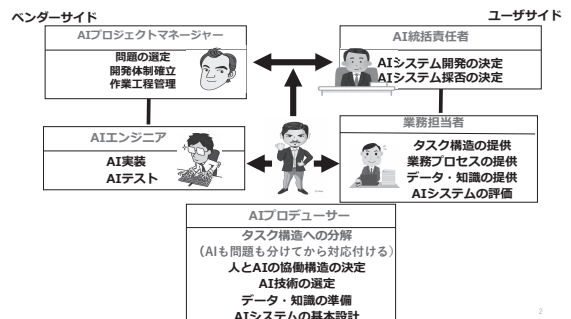 ベンダーサイド
ユーザサイド
AIプロジェクトマネージャー
問題の選定
開発体制確立
作業工程管理
AI統括責任者
AIシステム開発の決定
AIシステム採否の決定
AIエンジニア
AI実装
AIテスト
業務担当者
タスク構造の提供
業務プロセスの提供
データ・知識の提供
AIシステムの評価
AIプロデューサー
タスク構造への分解
（AIも問題も分けてから対応付ける）
人とAIの協働構造の決定
AI技術の選定
データ・知識の準備
AIシステムの基本設計
2